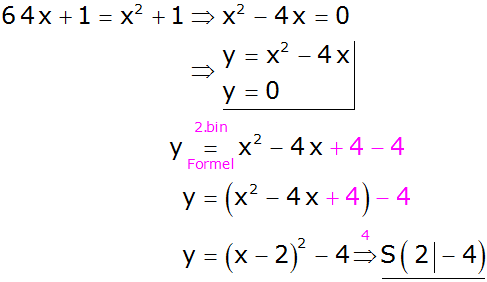 6 4x + 1 = x² + 1 ⇒ x² − 4x = 0
⇒ y = x² − 4x
y = 0
y = x² − 4x + 4 − 4
2.bin
Formel
y = (x² − 4x + 4) − 4
y = (x − 2)² − 4 ⇒ S( 2 | − 4)
4